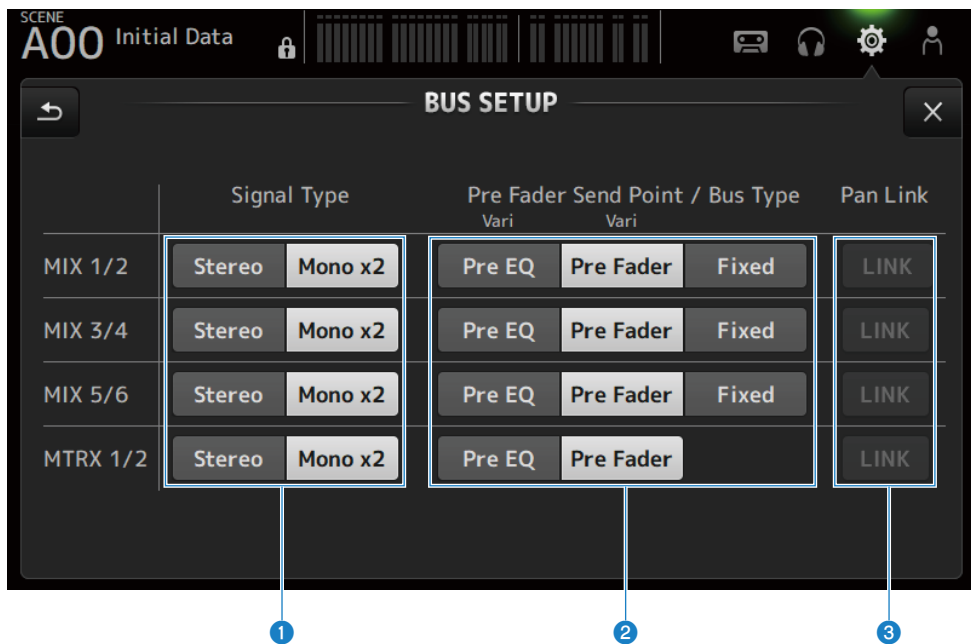 SCENE
A00 Initial Data
BUS SETUP
Signal Type Pre Fader Send Point / Bus Type Pan Link
Vari Vari
MIX 1/2 Stereo Mono x2 Pre EQ Pre Fader Fixed LINK
MIX 3/4 Stereo Mono x2 Pre EQ Pre Fader Fixed LINK
MIX 5/6 Stereo Mono x2 Pre EQ Pre Fader Fixed LINK
MTRX 1/2 Stereo Mono x2 Pre EQ Pre Fader LINK
1 2 3